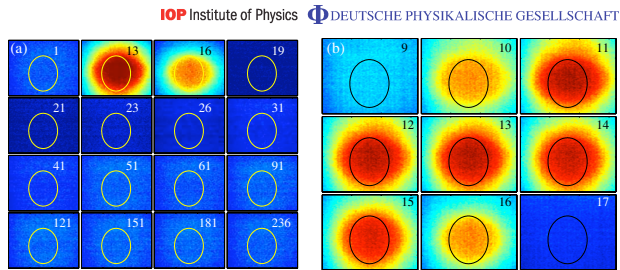 IOP Institute of Physics Φ DEUTSCHE PHYSIKALISCHE GESELLSCHAFT
(a) 1 13 16 19
21 23 26 31
41 51 61 91
121 151 181 236
(b) 9 10 11
12 13 14
15 16 17